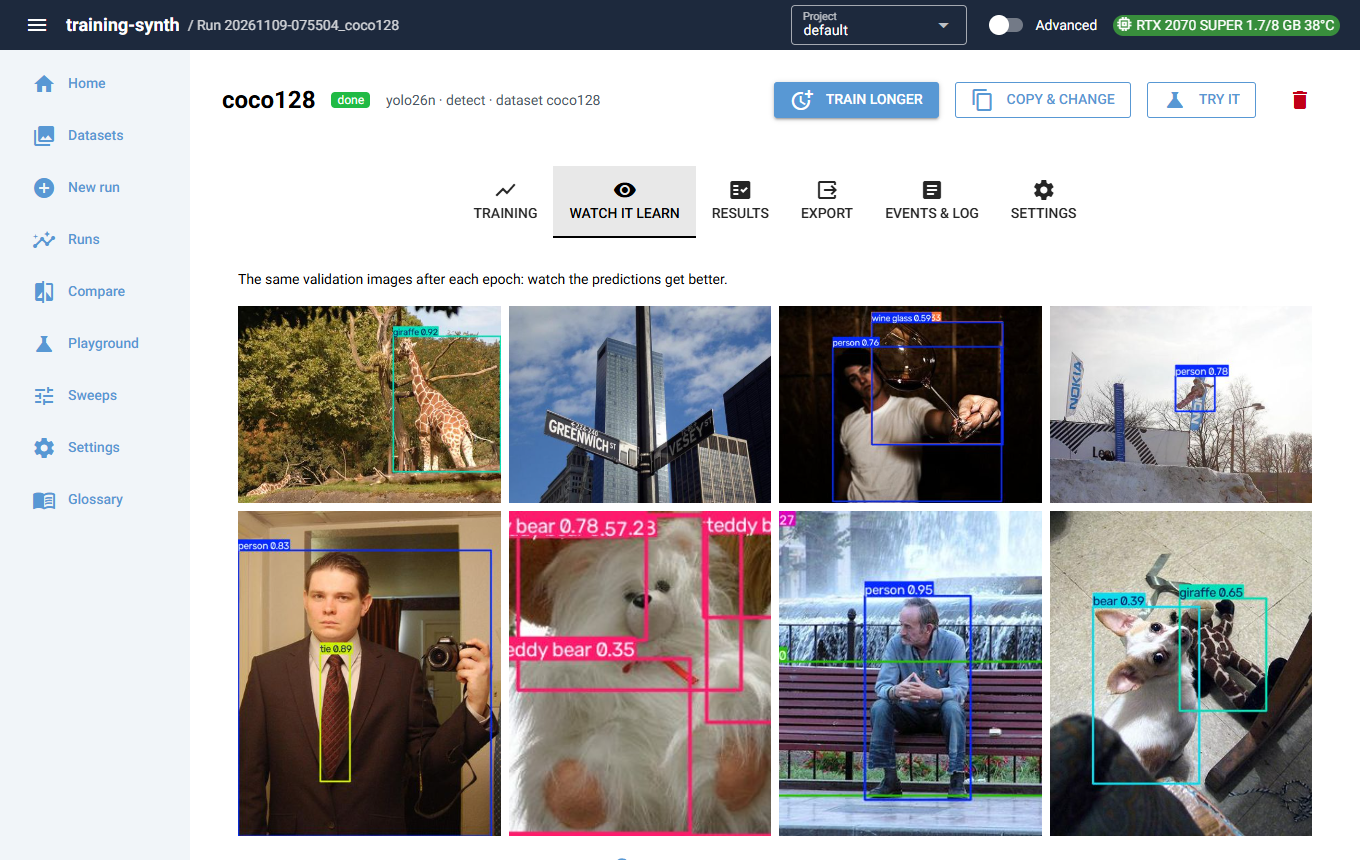 training-synth / Run 20261109-075504_coco128
Project
default
Advanced
RTX 2070 SUPER 1.7/8 GB 38°C
Home
Datasets
New run
Runs
Compare
Playground
Sweeps
Settings
Glossary
coco128 done yolo26n · detect · dataset coco128
TRAIN LONGER
COPY & CHANGE
TRY IT
TRAINING
WATCH IT LEARN
RESULTS
EXPORT
EVENTS & LOG
SETTINGS
The same validation images after each epoch: watch the predictions get better.
giraffe 0.92
GREENWICH ST
VESEY ST
wine glass 0.59
person 0.76
person 0.78
NOKIA
person 0.83
tie 0.89
bear 0.78
teddy b
eddy bear 0.35
27
person 0.95
0
bear 0.39
giraffe 0.65